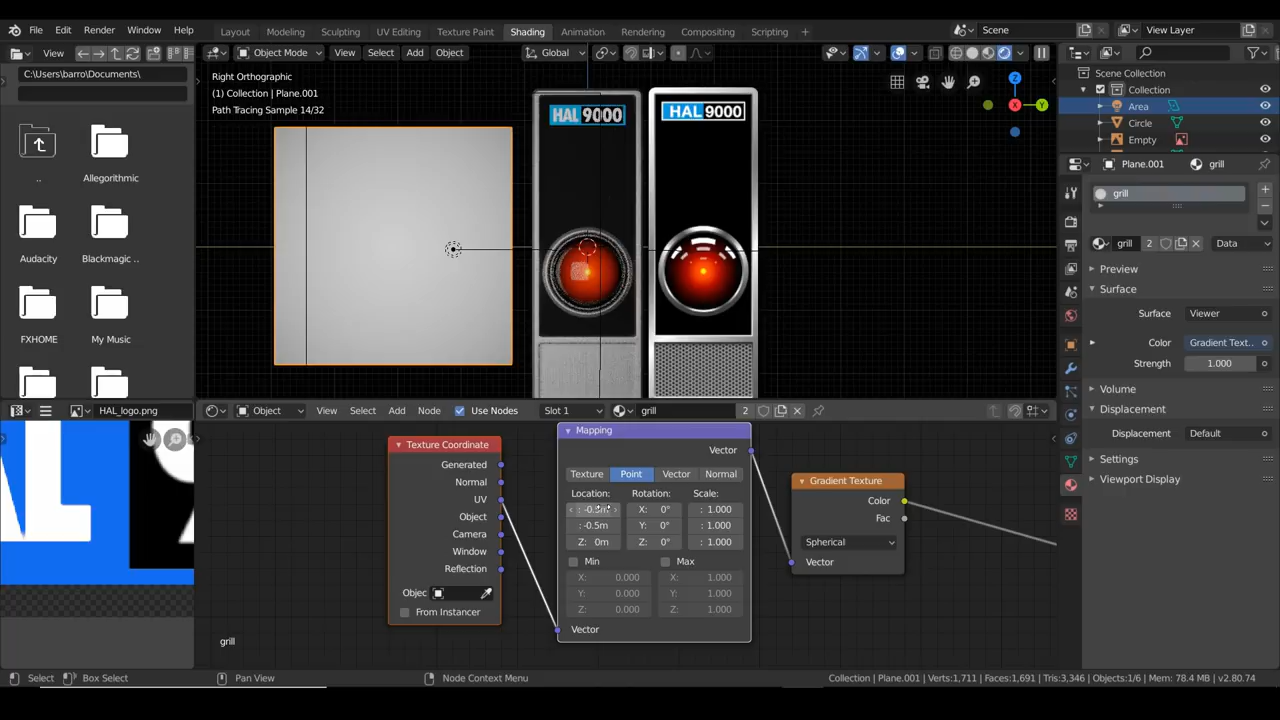 File Edit Render Window Help
Layout Modeling Sculpting UV Editing Texture Paint Shading Animation Rendering Compositing Scripting +
Scene
View Layer
View
Object Mode View Select Add Object
Global
C:\Users\barro\Documents\
Right Orthographic
(1) Collection | Plane.001
Path Tracing Sample 14/32
HAL 9000
HAL 9000
Scene Collection
Collection
Area
Circle
Empty
Plane.001 grill
grill
grill 2 Data
Preview
Surface
Surface Viewer
Color Gradient Text..
Strength 1.000
Volume
Displacement
Displacement Default
Settings
Viewport Display
..
Allegorithmic
Audacity
Blackmagic ..
FXHOME
My Music
HAL_logo.png
Object View Select Add Node Use Nodes Slot 1 grill 2
Texture Coordinate
Generated
Normal
UV
Object
Camera
Window
Reflection
Objec
From Instancer
Mapping
Vector
Texture Point Vector Normal
Location: Rotation: Scale:
X: 0° : 1.000
: -0.5m Y: 0° : 1.000
Z: 0m Z: 0° : 1.000
Min Max
X: 0.000 X: 1.000
Y: 0.000 Y: 1.000
Z: 0.000 Z: 1.000
Vector
Gradient Texture
Color
Fac
Spherical
Vector
grill
Select Box Select Pan View Node Context Menu
Collection | Plane.001 | Verts:1,711 | Faces:1,691 | Tris:3,346 | Objects:1/6 | Mem: 78.4 MB | v2.80.74